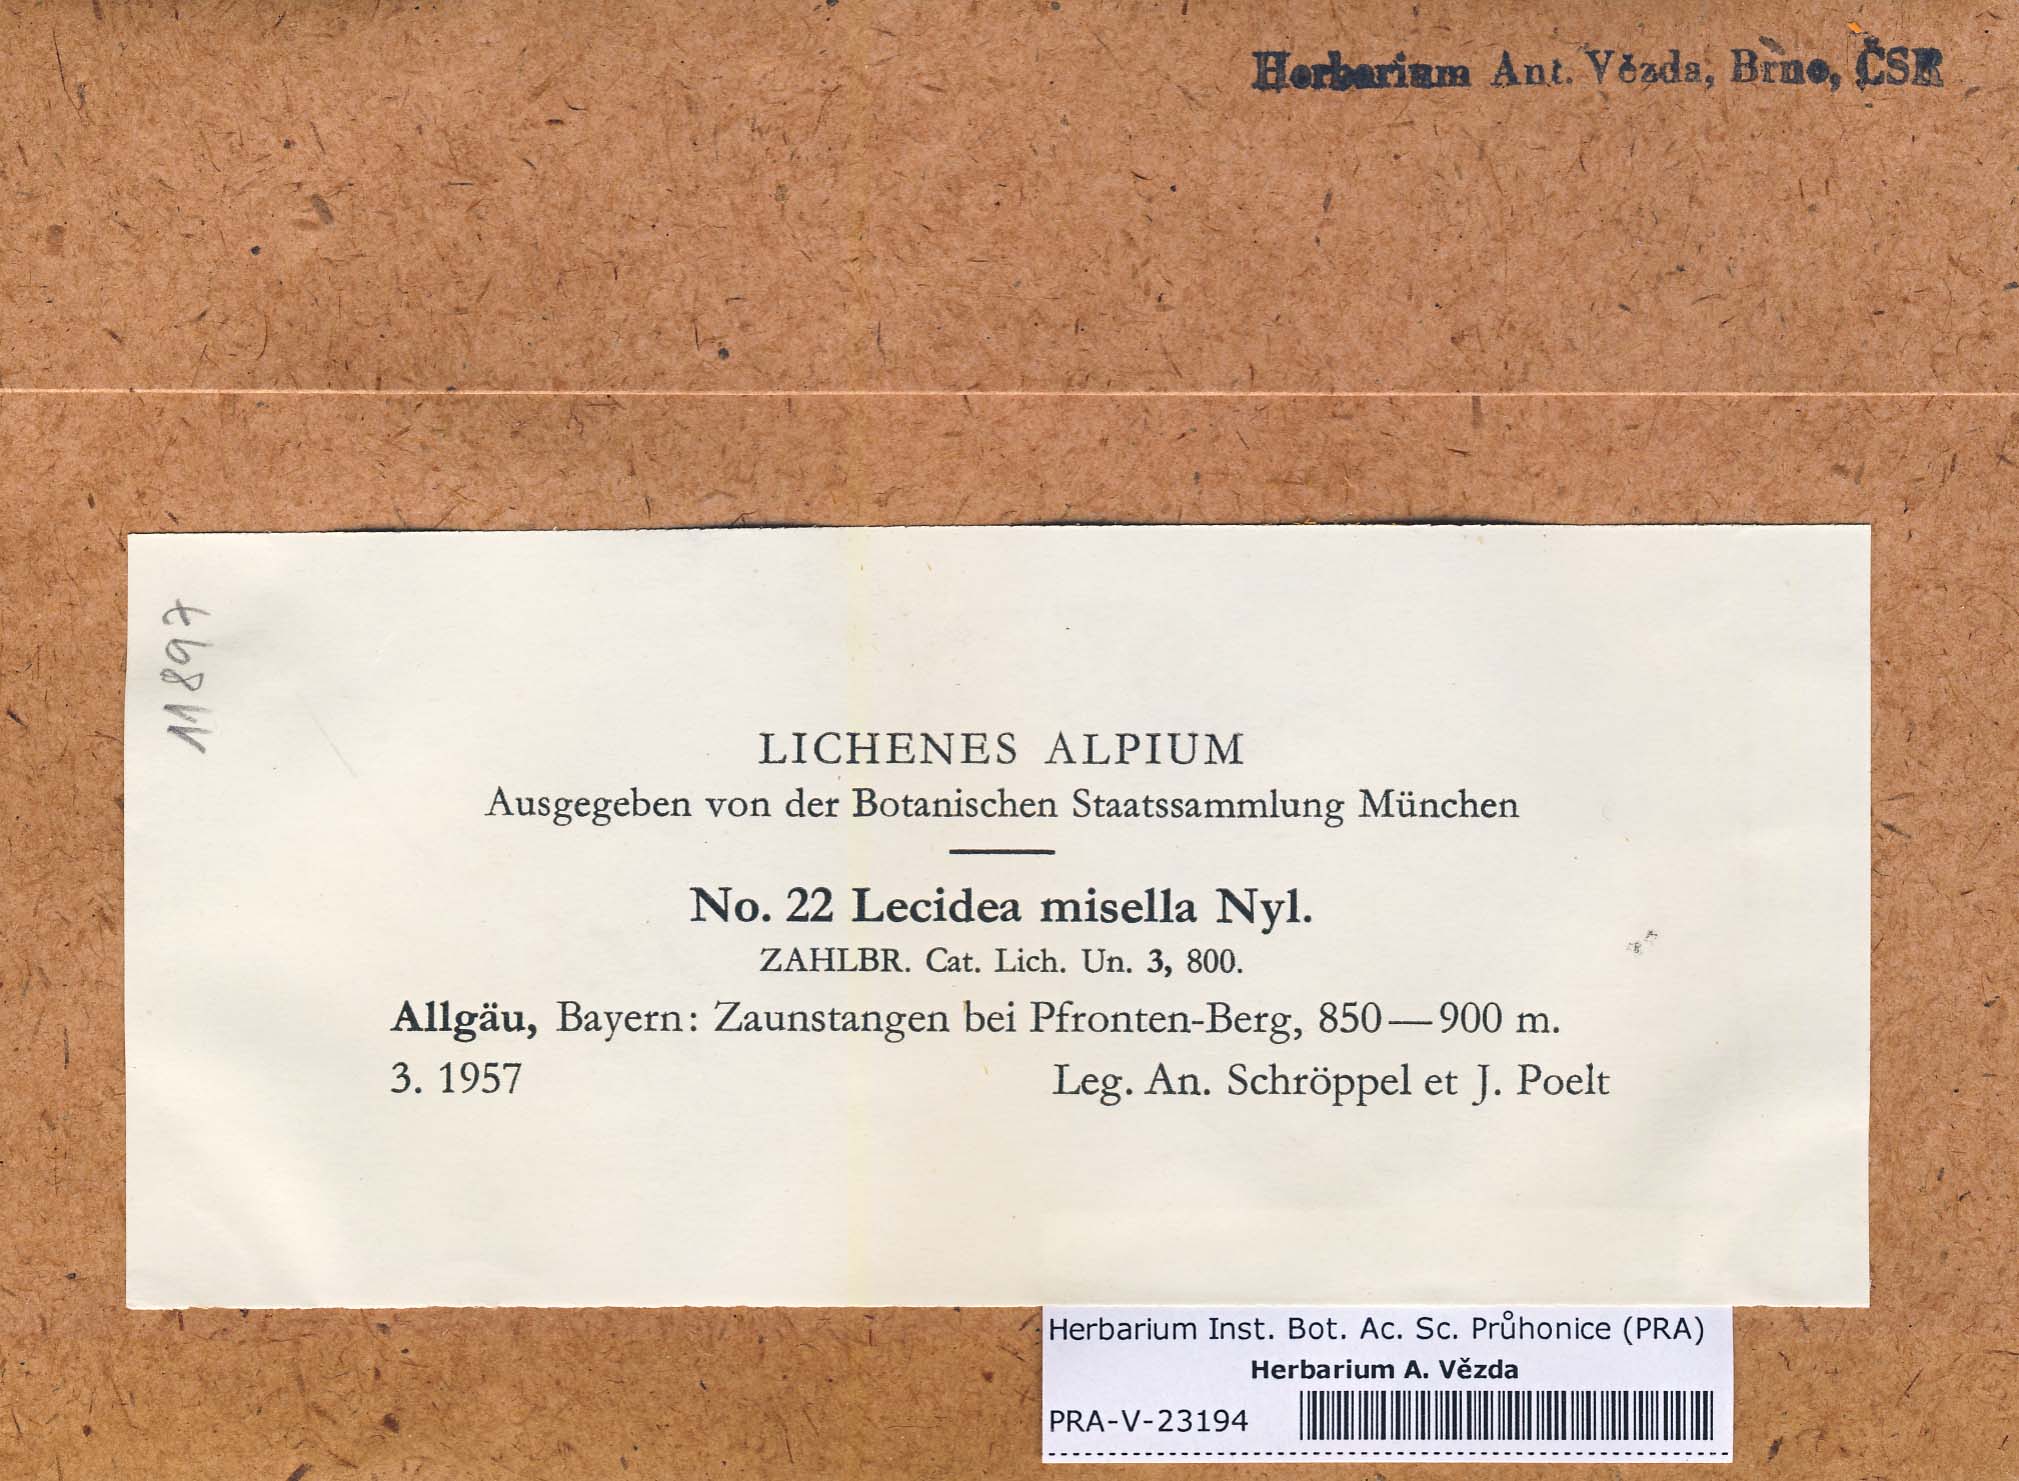 Herbarium Ant. Vězda, Brno, ČSR
11897
LICHENES ALPIUM
Ausgegeben von der Botanischen Staatssammlung München
No. 22 Lecidea misella Nyl.
ZAHLBR. Cat. Lich. Un. 3, 800.
Allgäu, Bayern: Zaunstangen bei Pfronten-Berg, 850—900 m.
3. 1957 Leg. An. Schröppel et J. Poelt
Herbarium Inst. Bot. Ac. Sc. Průhonice (PRA)
Herbarium A. Vězda
PRA-V-23194